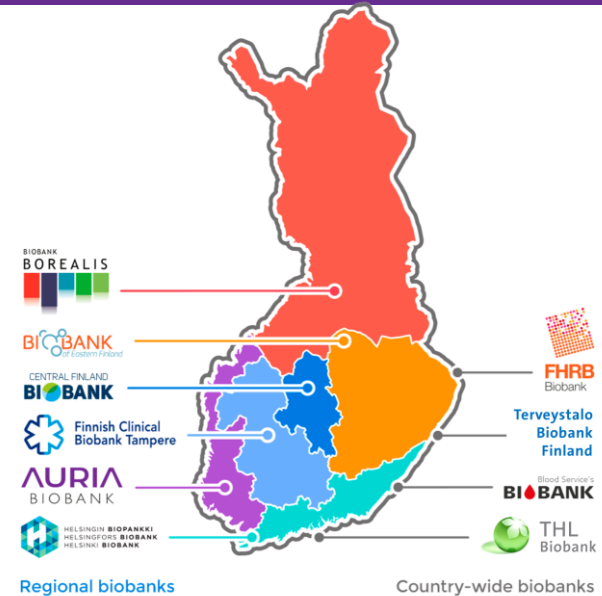 BIOBANK
BOREALIS
BIOBANK
of Eastern Finland
CENTRAL FINLAND
BIOBANK
Finnish Clinical
Biobank Tampere
AURIA
BIOBANK
HELSINGIN BIOPANKKI
HELSINGFORS BIOBANK
HELSINKI BIOBANK
Regional biobanks
FHRB
Biobank
Terveystalo
Biobank
Finland
Blood Service's
BIOBANK
THL
Biobank
Country-wide biobanks